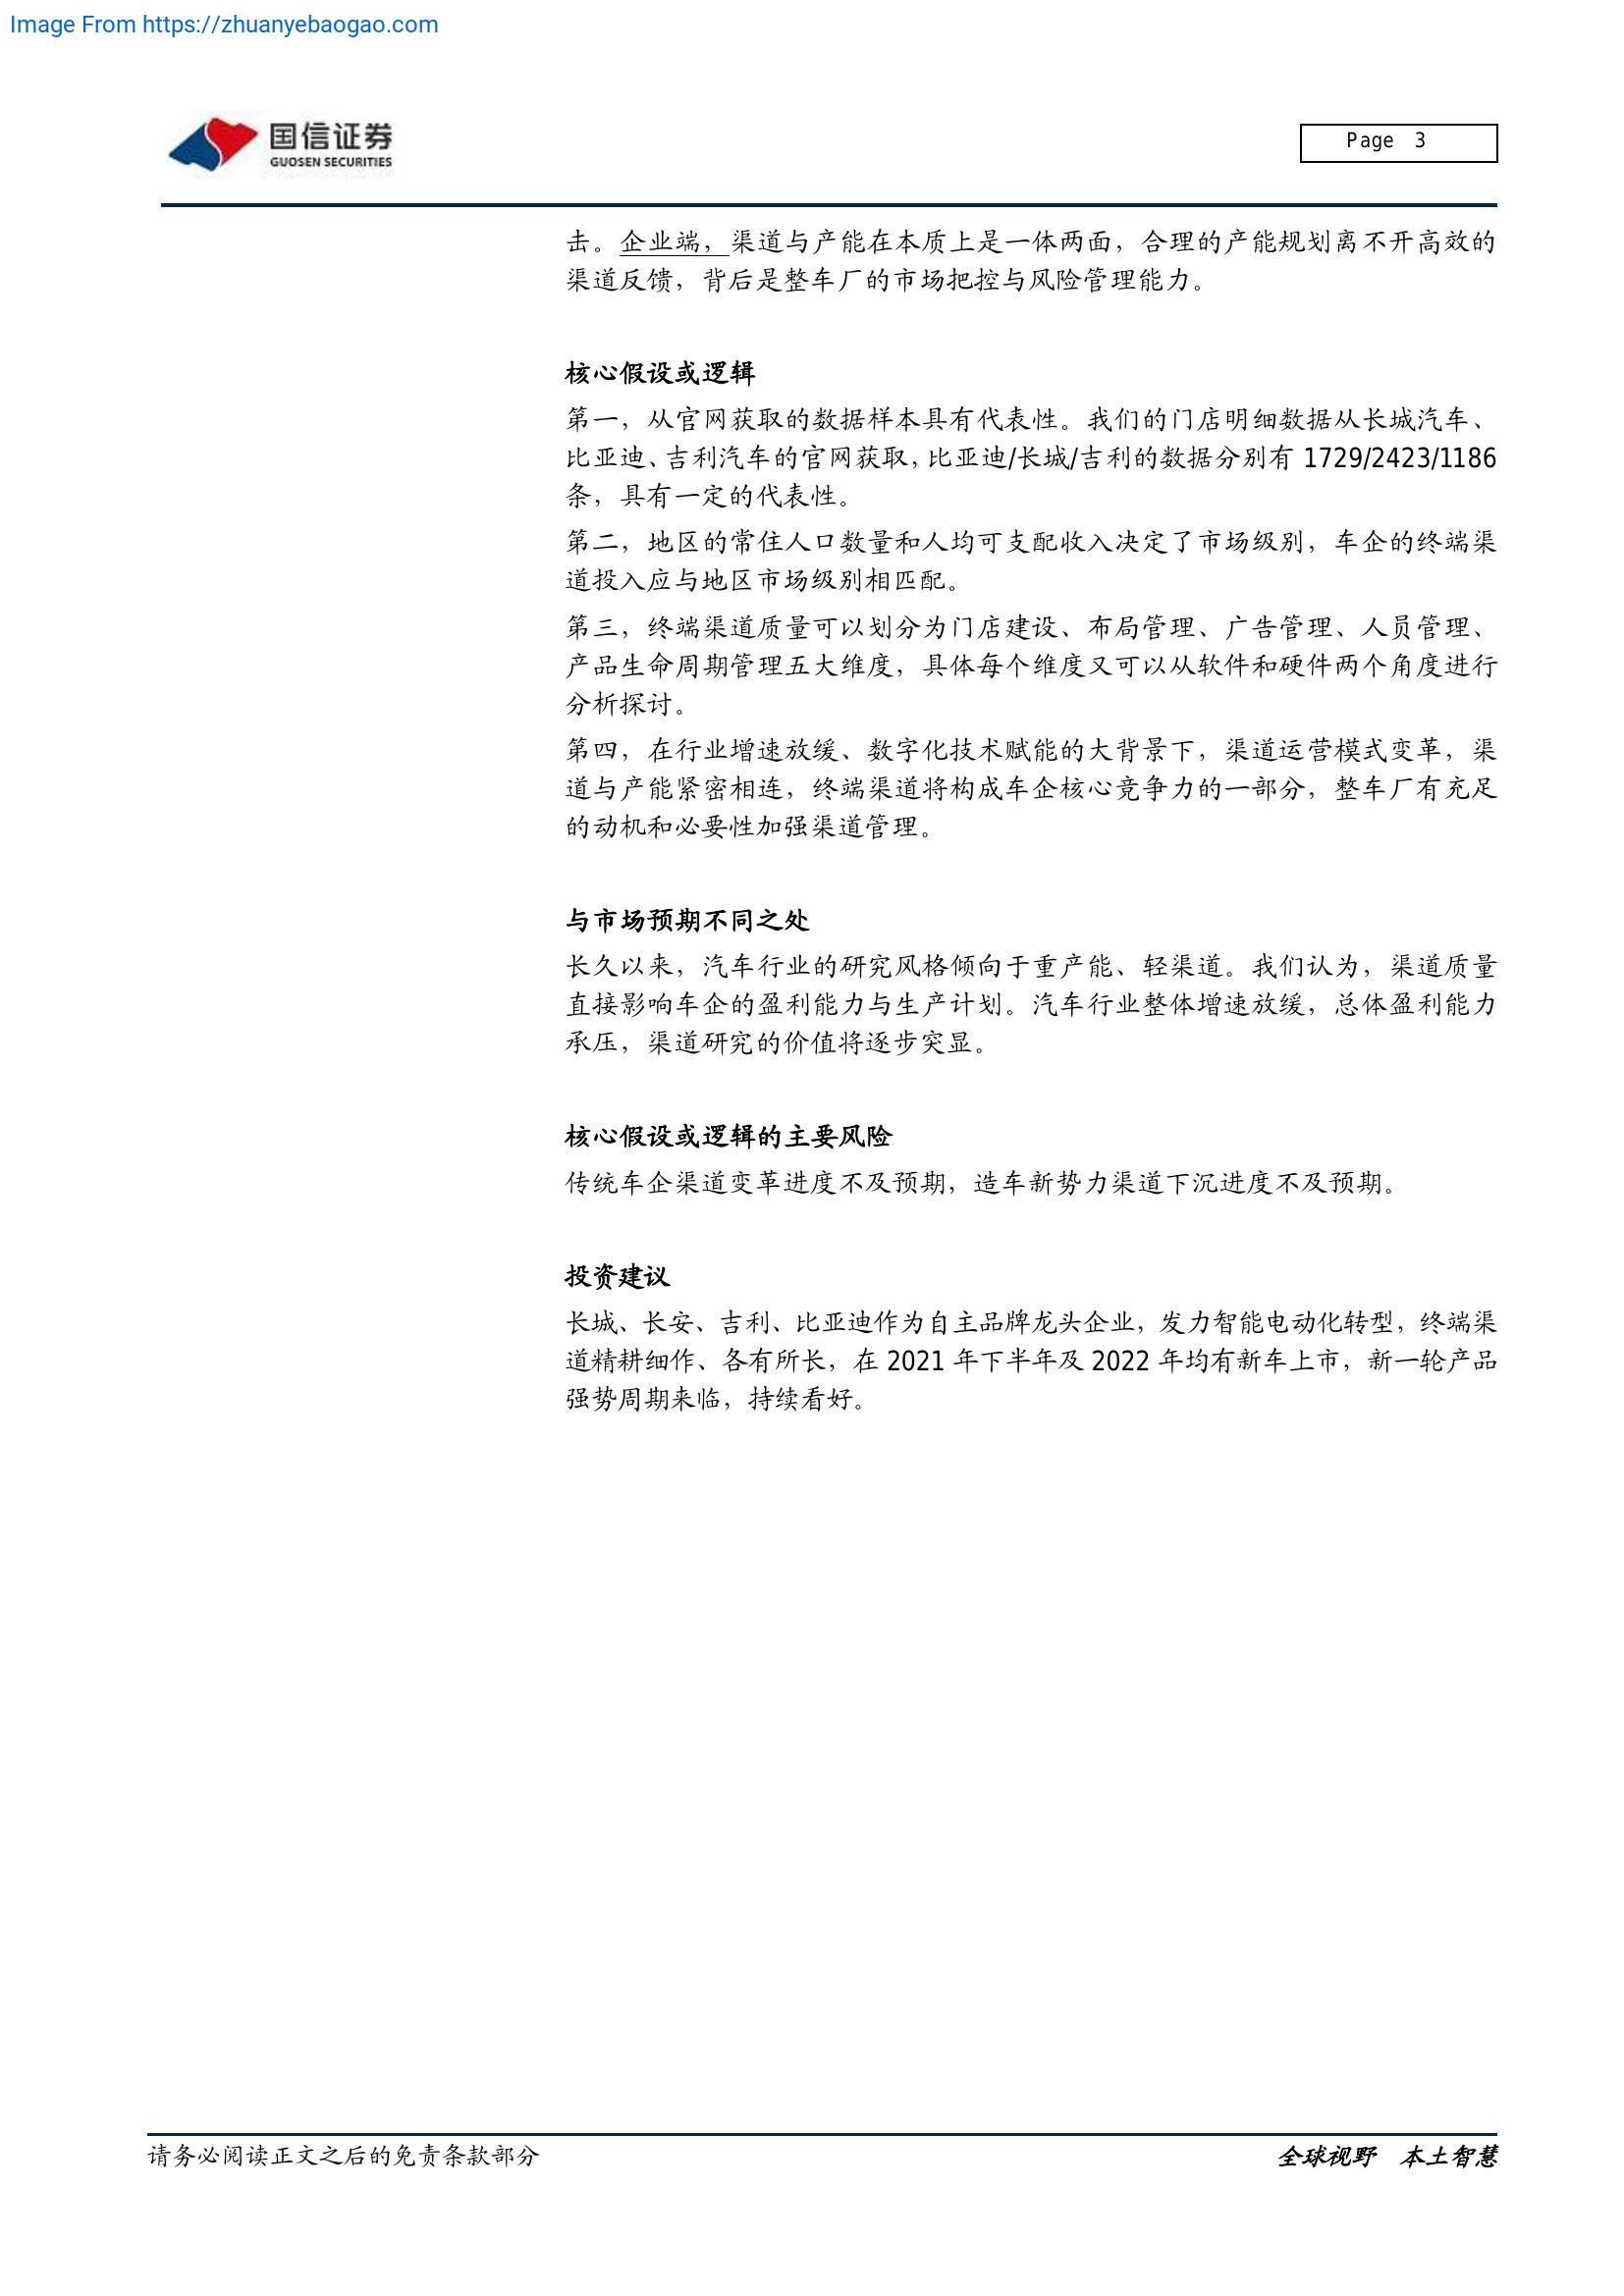 Image From https://zhuanyebaogao.com
国信证券
GUOSEN SECURITIES
Page 3
去。企业端，渠道与产能在本质上是一体两面，合理的产能规划离不开高效的
渠道反馈，背后是整车厂的市场把控与风险管理能力。
核心假设或逻辑
第一，从官网获取的数据样本具有代表性。我们的门店明细数据从长城汽车、
比亚迪、吉利汽车的官网获取，比亚迪/长城/吉利的数据分别有 1729/2423/1186
条，具有一定的代表性。
第二，地区的常住人口数量和人均可支配收入决定了市场级别，车企的终端渠
道投入应与地区市场级别相匹配。
第三，终端渠道质量可以划分为门店建设、布局管理、广告管理、人员管理、
产品生命周期管理五大维度，具体每个维度又可以从软件和硬件两个角度进行
分析探讨。
第四，在行业增速放缓、数字化技术赋能的大背景下，渠道运营模式变革，渠
道与产能紧密相连，终端渠道将构成车企核心竞争力的一部分，整车厂有充足
的动机和必要性加强渠道管理。
与市场预期不同之处
长久以来，汽车行业的研究风格倾向于重产能、轻渠道。我们认为，渠道质量
直接影响车企的盈利能力与生产计划。汽车行业整体增速放缓，总体盈利能力
承压，渠道研究的价值将逐步突显。
核心假设或逻辑的主要风险
传统车企渠道变革进度不及预期，造车新势力渠道下沉进度不及预期。
投资建议
长城、长安、吉利、比亚迪作为自主品牌龙头企业，发力智能电动化转型，终端渠
道精耕细作、各有所长，在 2021 年下半年及 2022 年均有新车上市，新一轮产品
强势周期来临，持续看好。
请务必阅读正文之后的免责条款部分
全球视野 本土智慧